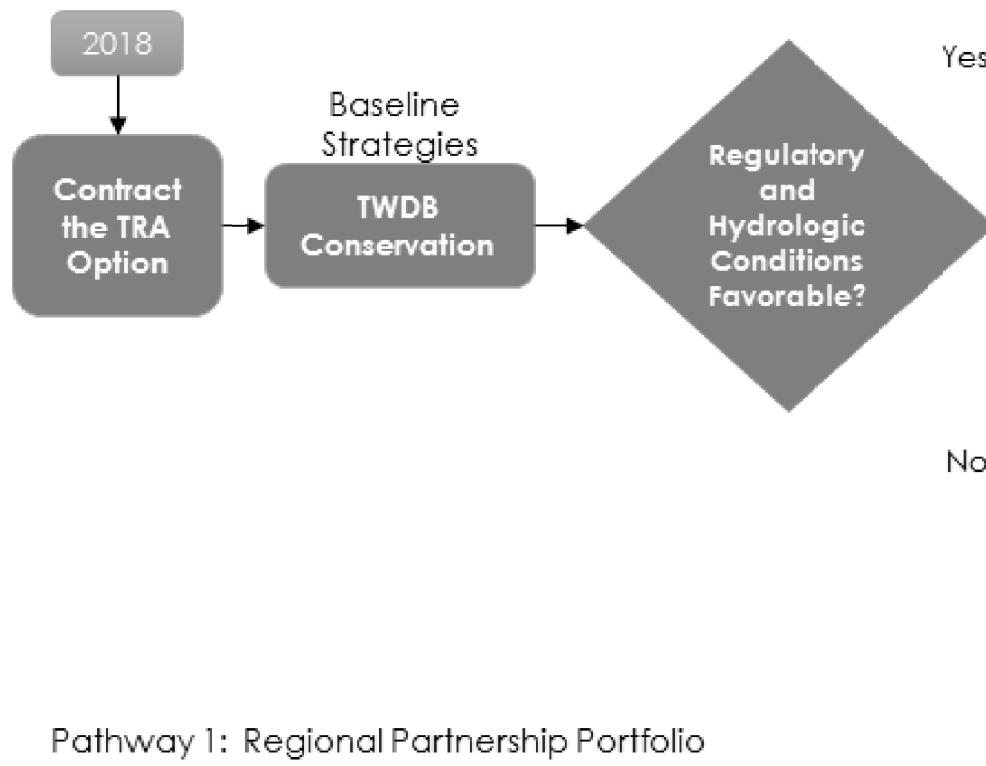 2018
Contract
the TRA
Option
Baseline
Strategies
TWDB
Conservation
Regulatory
and
Hydrologic
Conditions
Favorable?
Yes
No
Pathway 1: Regional Partnership Portfolio